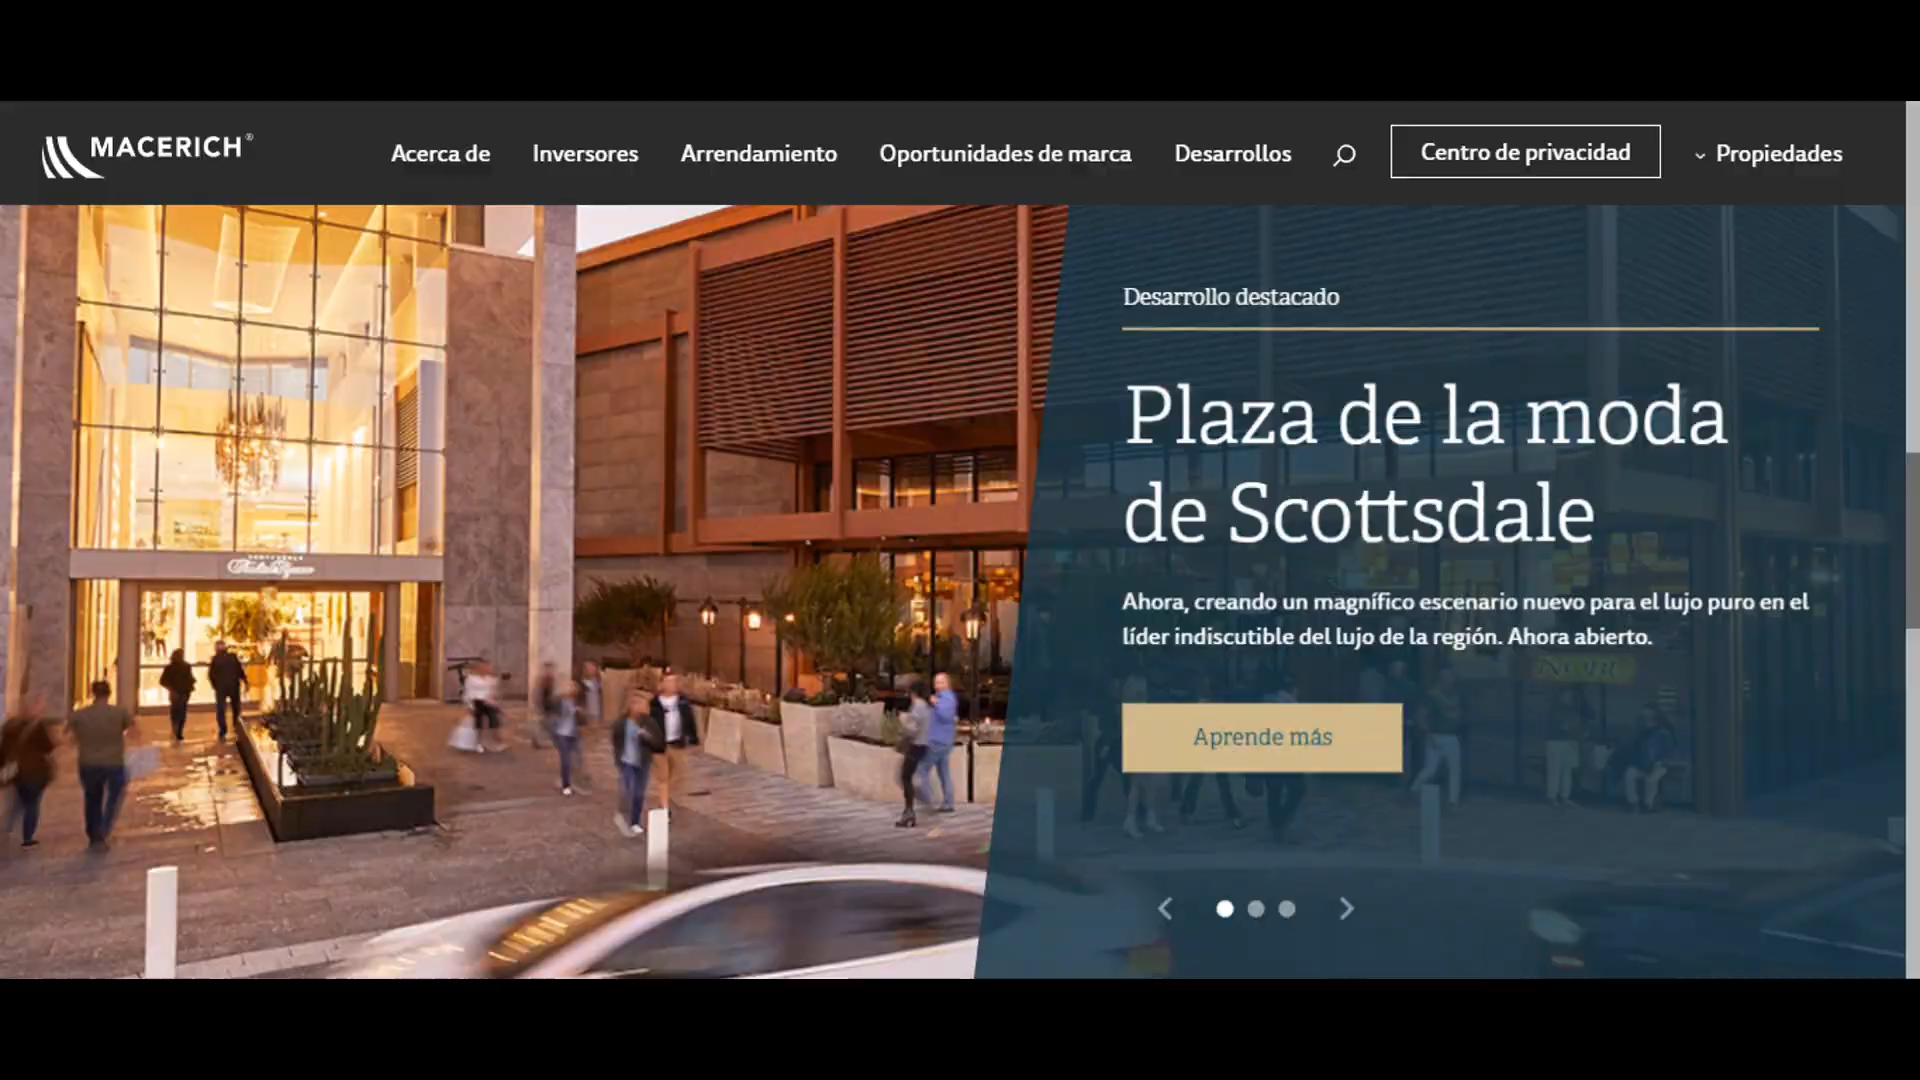 MACERICH®
Acerca de
Inversores
Arrendamiento
Oportunidades de marca
Desarrollos
Centro de privacidad
Propiedades
Desarrollo destacado
Plaza de la moda
de Scottsdale
Ahora, creando un magnífico escenario nuevo para el lujo puro en el
líder indiscutible del lujo de la región. Ahora abierto.
Aprende más